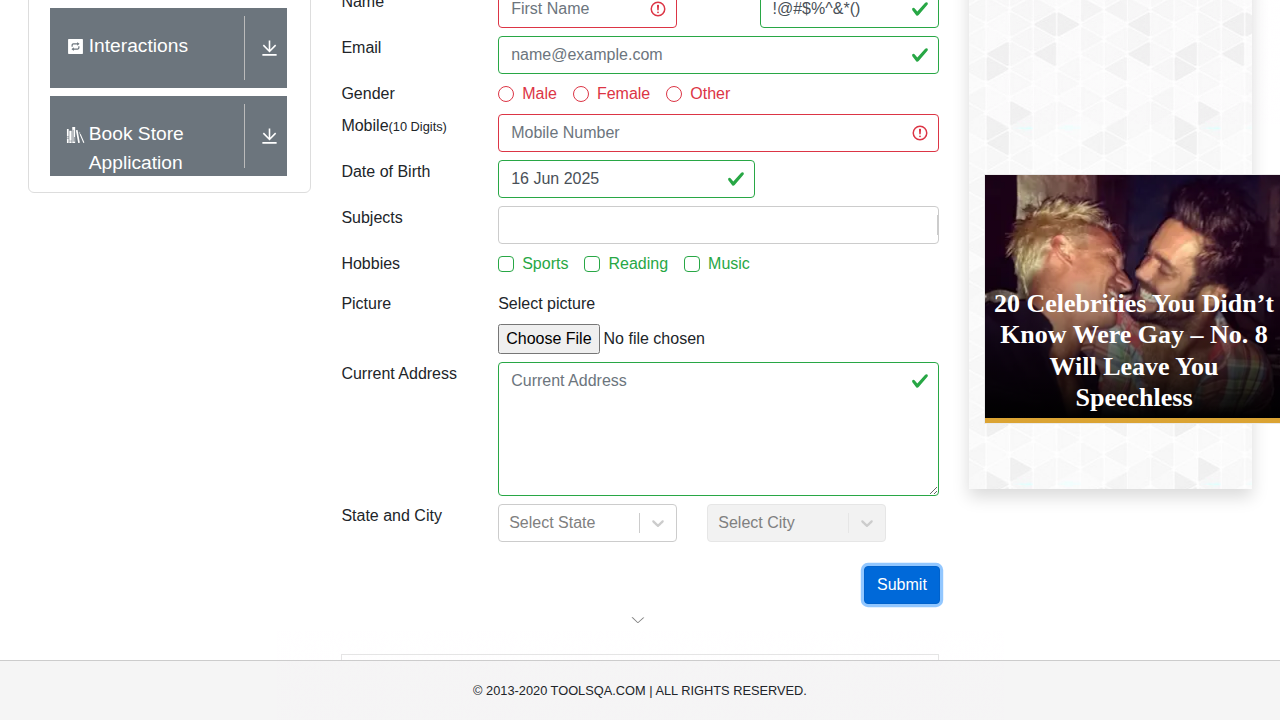 Interactions
Book Store
Application
Name
First Name
!@#$%^&*()
Email
name@example.com
Gender
Male
Female
Other
Mobile(10 Digits)
Mobile Number
Date of Birth
16 Jun 2025
Subjects
Hobbies
Sports
Reading
Music
Picture
Select picture
Choose File No file chosen
Current Address
Current Address
State and City
Select State
Select City
Submit
20 Celebrities You Didn’t
Know Were Gay – No. 8
Will Leave You
Speechless
© 2013-2020 TOOLSQA.COM | ALL RIGHTS RESERVED.